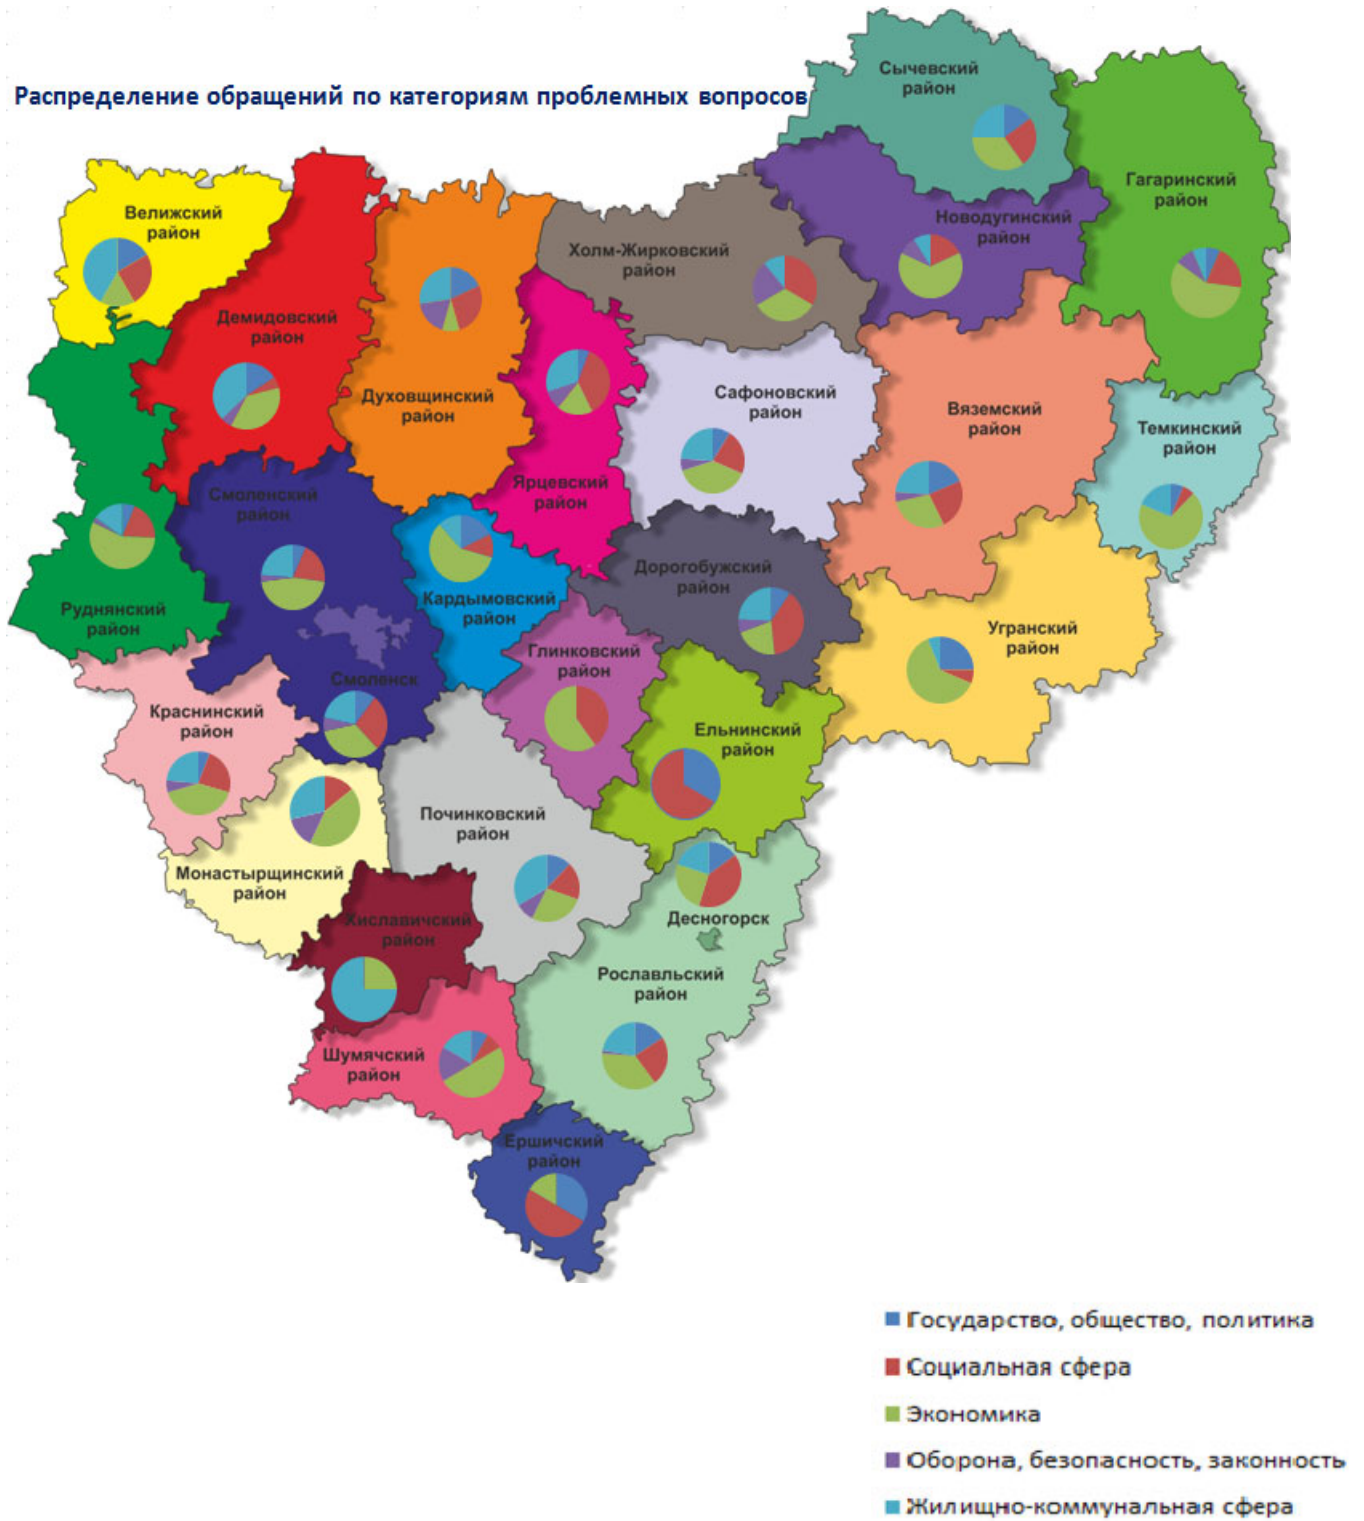 Распределение обращений по категориям проблемных вопросов
Сычевский
район
Гагаринский
район
Велижский
район
Новодугинский
район
Холм-Жирковский
район
Демидовский
район
Духовщинский
район
Сафоновский
район
Вяземский
район
Темкинский
район
Ярцевский
район
Смоленский
район
Дорогобужский
район
Кардымовский
район
Руднянский
район
Угранский
район
Глинковский
район
Смоленск
Краснинский
район
Ельнинский
район
Починковский
район
Монастырщинский
район
Хиславичский
район
Десногорск
Рославльский
район
Шумячский
район
Ершичский
район
Государство, общество, политика
Социальная сфера
Экономика
Оборона, безопасность, законность
Жилищно-коммунальная сфера